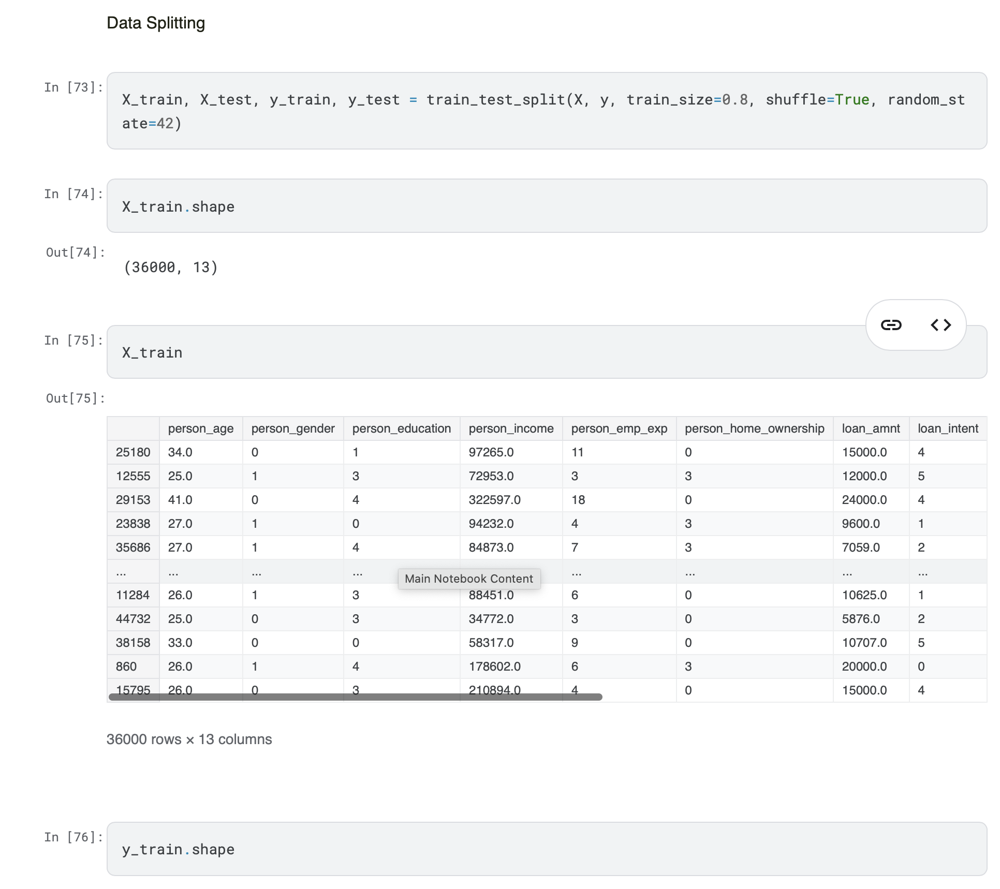 Data Splitting
In [73]:
X_train, X_test, y_train, y_test = train_test_split(X, y, train_size=0.8, shuffle=True, random_st
ate=42)
In [74]:
X_train.shape
Out[74]:
(36000, 13)
In [75]:
X_train
Out[75]:
person_age person_gender person_education person_income person_emp_exp person_home_ownership loan_amnt loan_intent
25180 34.0 0 1 97265.0 11 0 15000.0 4
12555 25.0 1 3 72953.0 3 3 12000.0 5
29153 41.0 0 4 322597.0 18 0 24000.0 4
23838 27.0 1 0 94232.0 4 3 9600.0 1
35686 27.0 1 4 84873.0 7 3 7059.0 2
... ... ... ... Main Notebook Content ... ... ... ...
11284 26.0 1 3 88451.0 6 0 10625.0 1
44732 25.0 0 3 34772.0 3 0 5876.0 2
38158 33.0 0 0 58317.0 9 0 10707.0 5
860 26.0 1 4 178602.0 6 3 20000.0 0
15795 26.0 0 3 210894.0 4 0 15000.0 4
36000 rows × 13 columns
In [76]:
y_train.shape